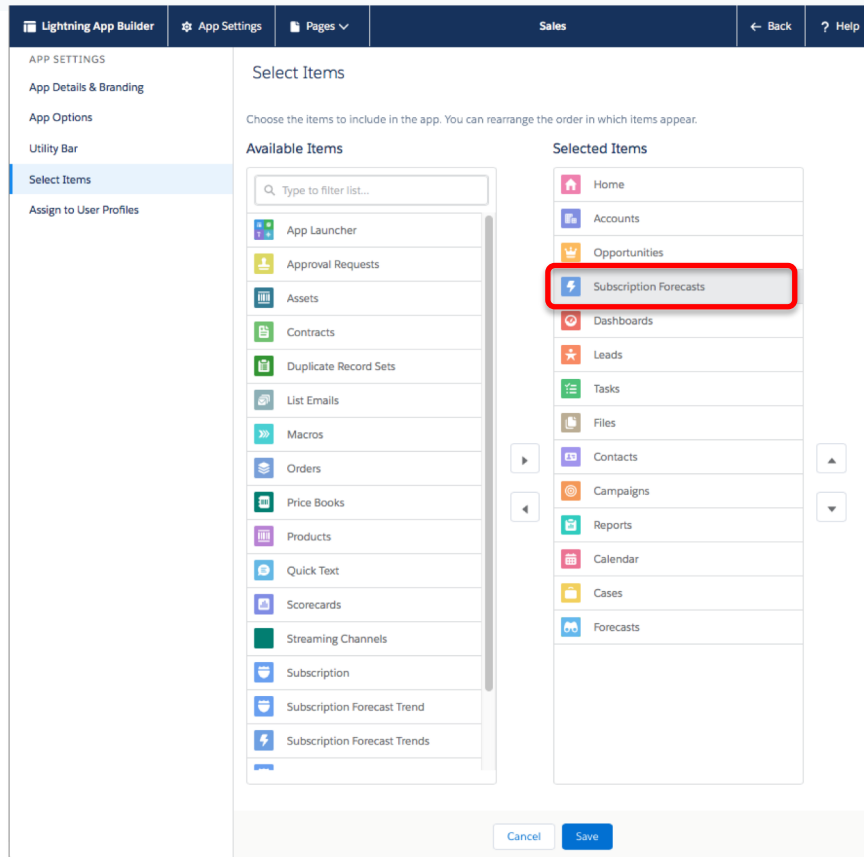 Lightning App Builder
App Settings
Pages
Sales
Back
? Help
APP SETTINGS
App Details & Branding
App Options
Utility Bar
Select Items
Assign to User Profiles
Select Items
Choose the items to include in the app. You can rearrange the order in which items appear.
Available Items
Type to filter list...
App Launcher
Approval Requests
Assets
Contracts
Duplicate Record Sets
List Emails
Macros
Orders
Price Books
Products
Quick Text
Scorecards
Streaming Channels
Subscription
Subscription Forecast Trend
Subscription Forecast Trends
Selected Items
Home
Accounts
Opportunities
Subscription Forecasts
Dashboards
Leads
Tasks
Files
Contacts
Campaigns
Reports
Calendar
Cases
Forecasts
Cancel
Save